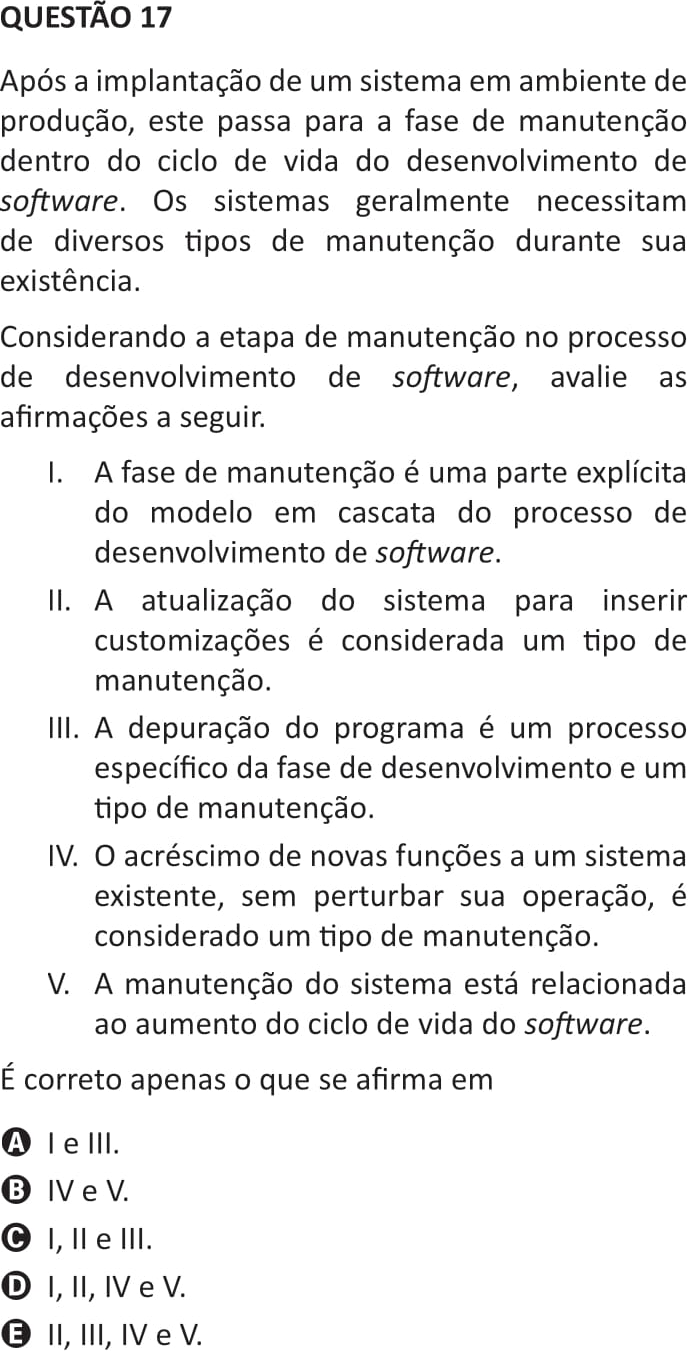 QUESTÃO 17
Após a implantação de um sistema em ambiente de
produção, este passa para a fase de manutenção
dentro do ciclo de vida do desenvolvimento de
software. Os sistemas geralmente necessitam
de diversos tipos de manutenção durante sua
existência.
Considerando a etapa de manutenção no processo
de desenvolvimento de software, avalie as
afirmações a seguir.
I. A fase de manutenção é uma parte explícita
do modelo em cascata do processo de
desenvolvimento de software.
II. A atualização do sistema para inserir
customizações é considerada um tipo de
manutenção.
III. A depuração do programa é um processo
específico da fase de desenvolvimento e um
tipo de manutenção.
IV. O acréscimo de novas funções a um sistema
existente, sem perturbar sua operação, é
considerado um tipo de manutenção.
V. A manutenção do sistema está relacionada
ao aumento do ciclo de vida do software.
É correto apenas o que se afirma em
A I e III.
B IV e V.
C I, II e III.
D I, II, IV e V.
E II, III, IV e V.